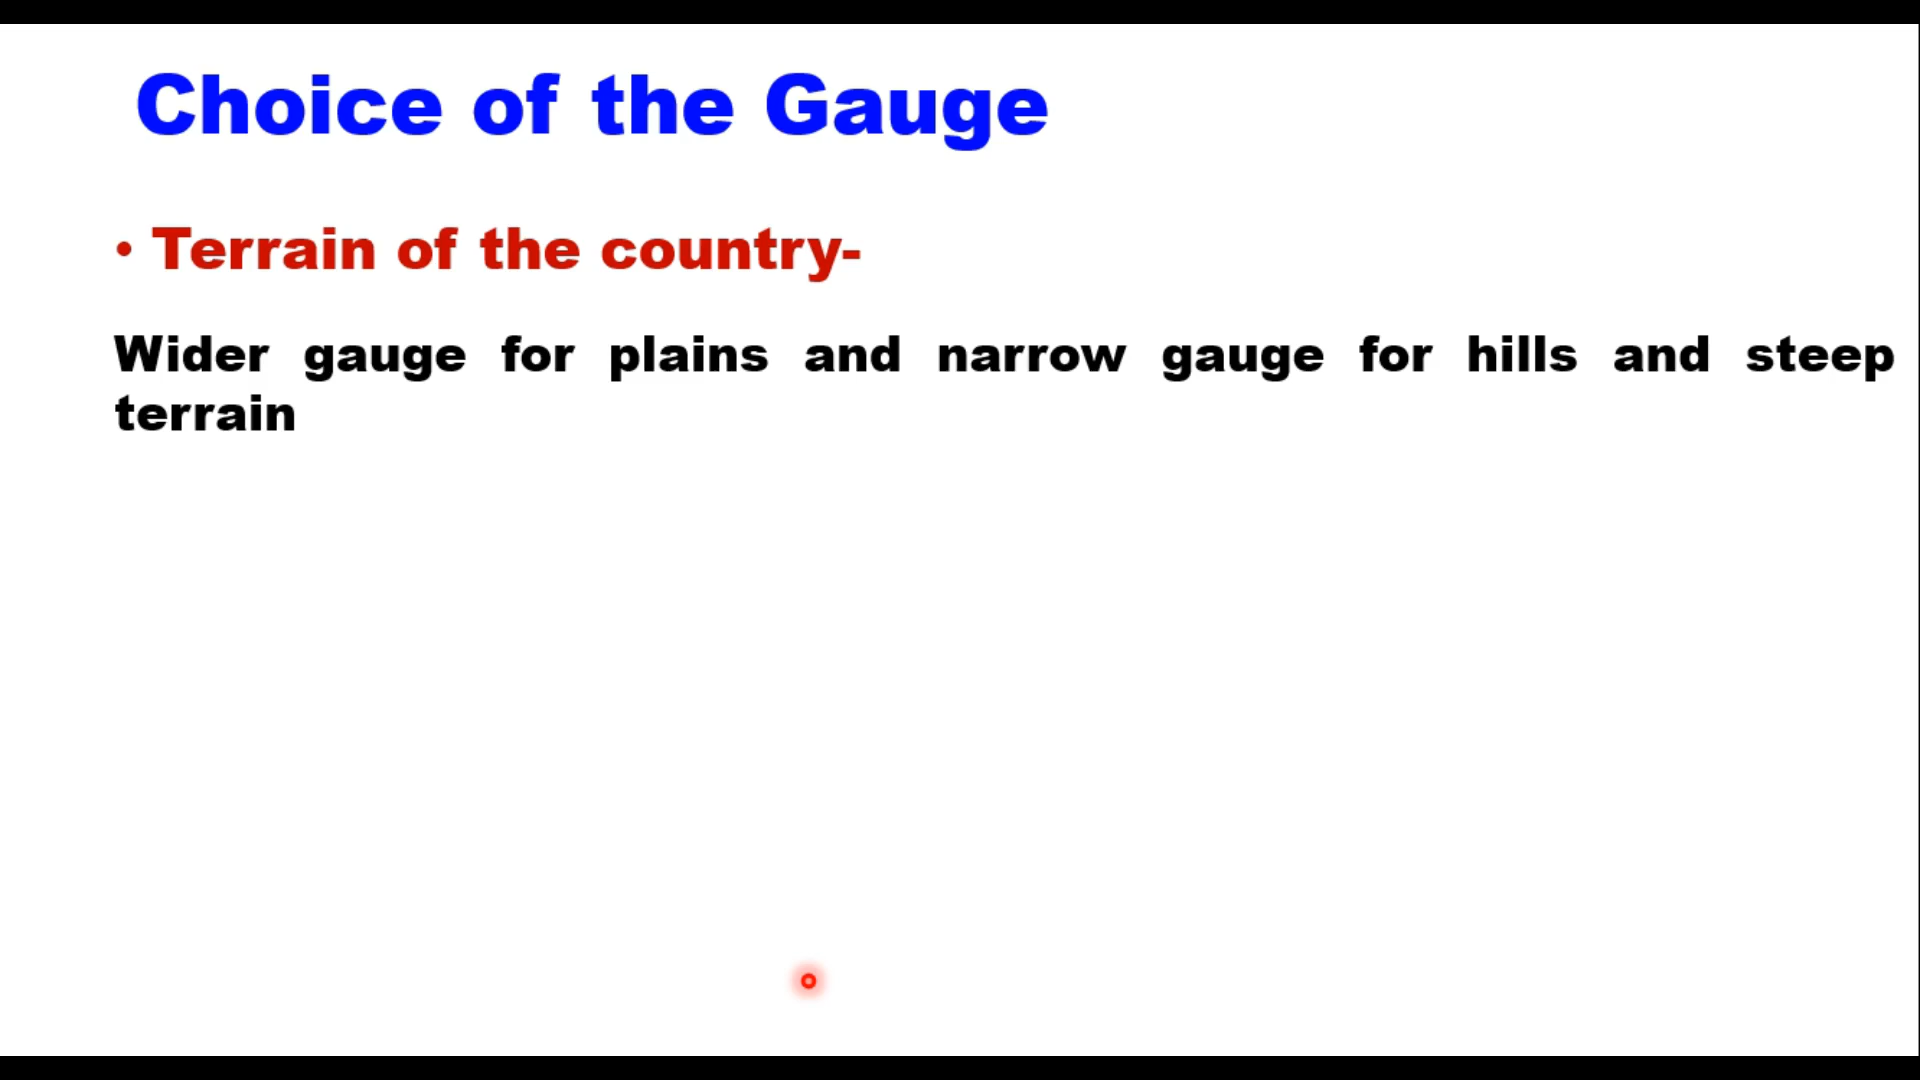 Choice of the Gauge
• Terrain of the country-
Wider gauge for plains and narrow gauge for hills and steep
terrain